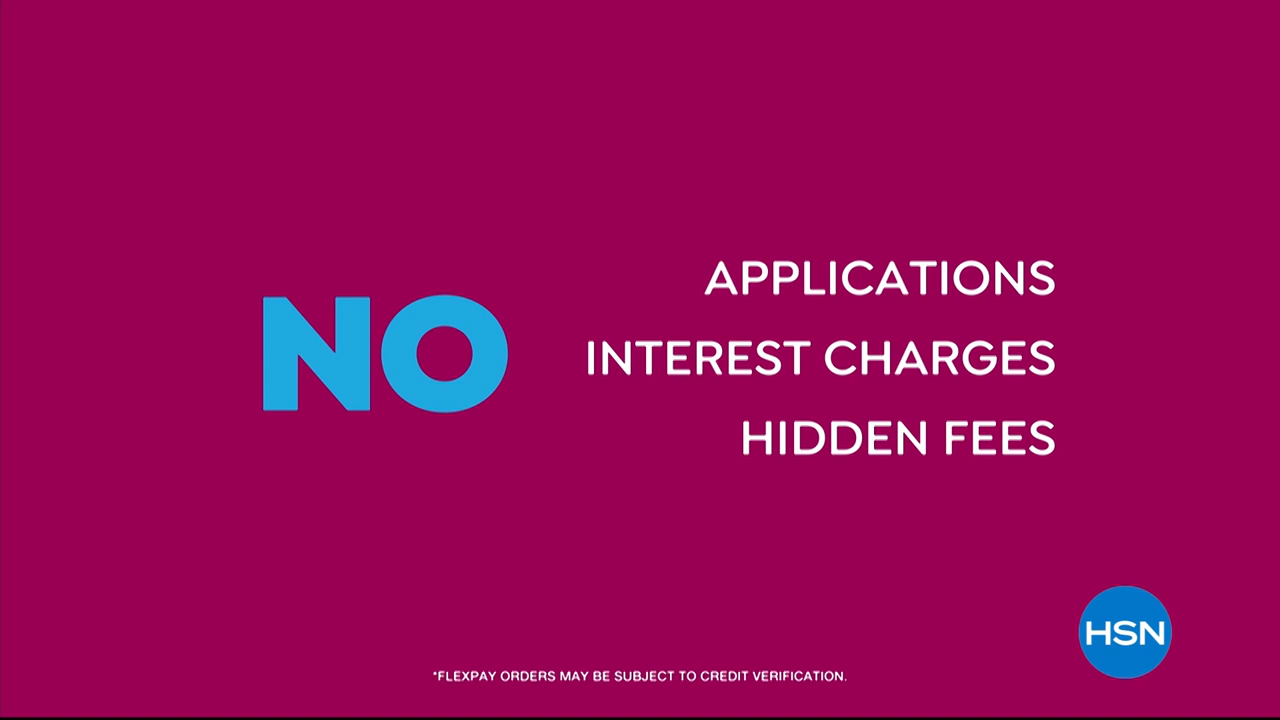 NO
APPLICATIONS
INTEREST CHARGES
HIDDEN FEES
HSN
*FLEXPAY ORDERS MAY BE SUBJECT TO CREDIT VERIFICATION.